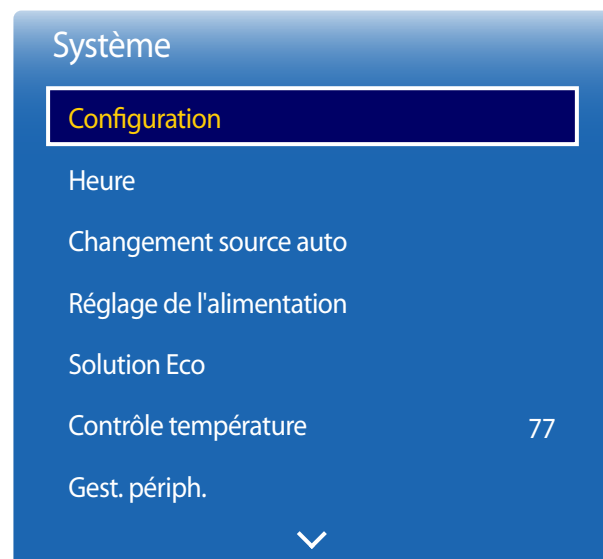 Système
Configuration
Heure
Changement source auto
Réglage de l'alimentation
Solution Eco
Contrôle température 77
Gest. périph.